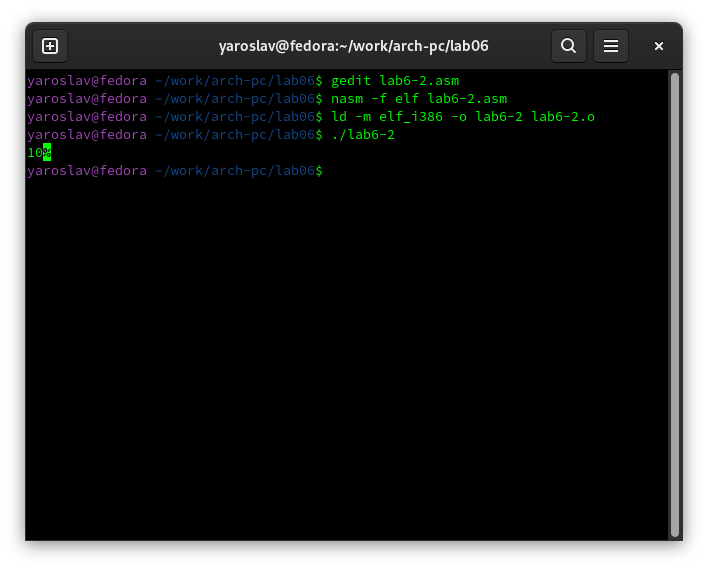 yaroslav@fedora:~/work/arch-pc/lab06
yaroslav@fedora ~/work/arch-pc/lab06$ gedit lab6-2.asm
yaroslav@fedora ~/work/arch-pc/lab06$ nasm -f elf lab6-2.asm
yaroslav@fedora ~/work/arch-pc/lab06$ ld -m elf_i386 -o lab6-2 lab6-2.o
yaroslav@fedora ~/work/arch-pc/lab06$ ./lab6-2
10%
yaroslav@fedora ~/work/arch-pc/lab06$